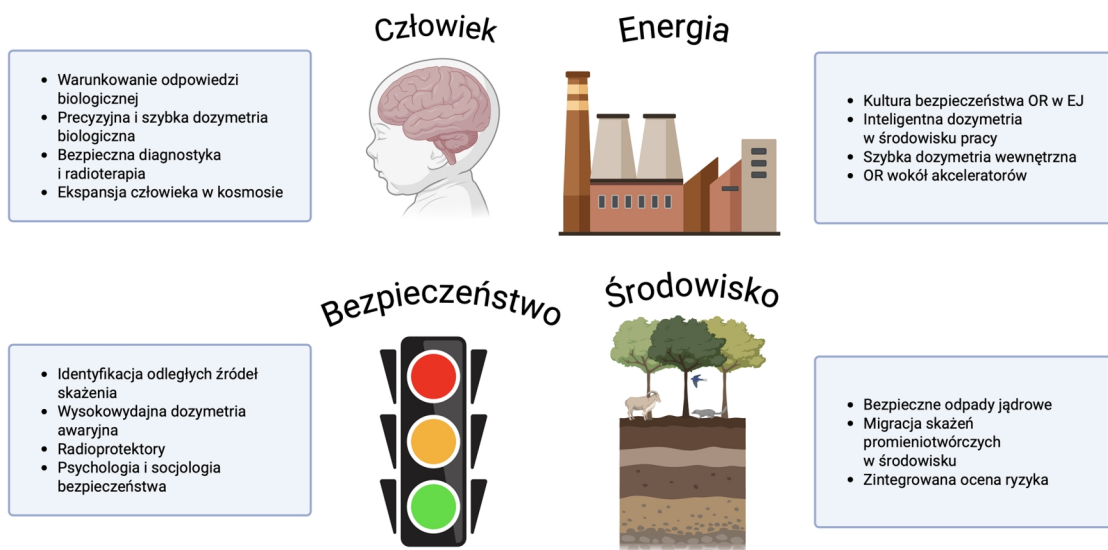 Człowiek
Energia
• Warunkowanie odpowiedzi
biologicznej
• Precyzyjna i szybka dozymetria
biologiczna
• Bezpieczna diagnostyka
i radioterapia
• Ekspansja człowieka w kosmosie
• Kultura bezpieczeństwa OR w EJ
• Inteligentna dozymetria
w środowisku pracy
• Szybka dozymetria wewnętrzna
• OR wokół akceleratorów
Bezpieczeństwo
Środowisko
• Identyfikacja odległych źródeł
skażenia
• Wysokowydajna dozymetria
awaryjna
• Radioprotektory
• Psychologia i socjologia
bezpieczeństwa
• Bezpieczne odpady jądrowe
• Migracja skażeń
promieniotwórczych
w środowisku
• Zintegrowana ocena ryzyka